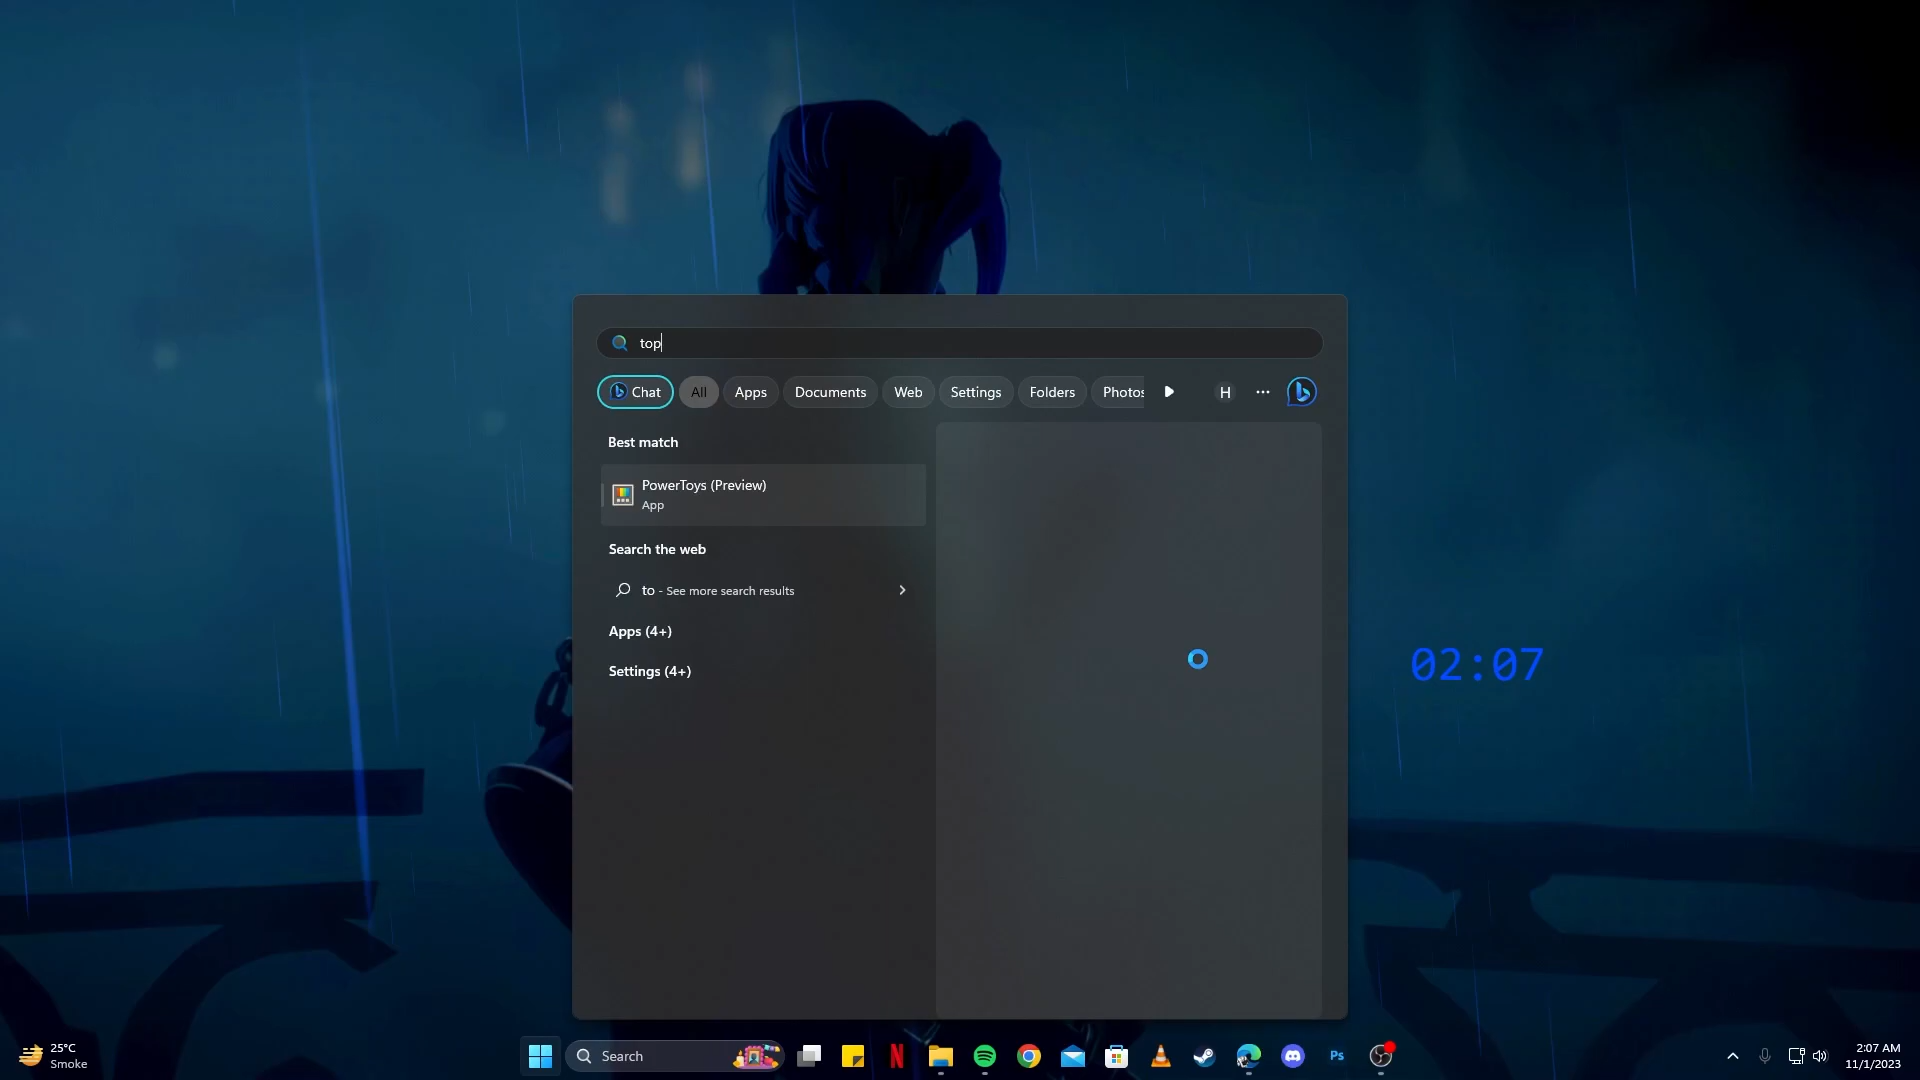 top
Chat
All
Apps
Documents
Web
Settings
Folders
Photos
H
Best match
PowerToys (Preview)
App
Search the web
to - See more search results
Apps (4+)
Settings (4+)
02:07
25°C
Smoke
Search
N
Ps
2:07 AM
11/1/2023